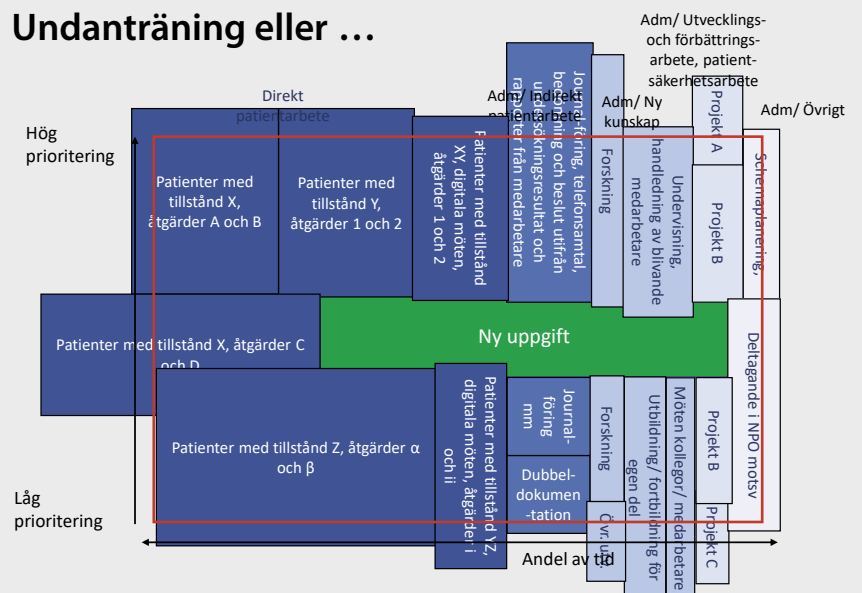 Undanträning eller …
Adm/ Utvecklings-
och förbättrings-
arbete, patient-
säkerhetsarbete
Direkt
patientarbete
Adm/ Indirekt
patientarbete
Adm/ Ny
kunskap
Adm/ Övrigt
Hög
prioritering
Patienter med
tillstånd X,
åtgärder A och B
Patienter med
tillstånd Y,
åtgärder 1 och 2
Patienter med tillstånd
XY, digitala möten,
åtgärder 1 och 2
Journal-föring, telefonsamtal,
bedömning och beslut utifrån
undersökningsresultat och
rapporter från medarbetare
Forskning
Undervisning,
handledning av blivande
medarbetare
Projekt A
Projekt B
Schemaplanering,
Patienter med tillstånd X, åtgärder C
och D
Ny uppgift
Deltagande i NPO motsv
Patienter med tillstånd Z, åtgärder α
och β
Patienter med tillstånd YZ,
digitala möten, åtgärder i
och ii
Journal-
föring
mm
Dubbel-
dokumen
-tation
Forskning
Övr. utv.
Utbildning/ fortbildning för
egen del
Möten kollegor/ medarbetare
Projekt B
Projekt C
Låg
prioritering
Andel av tid